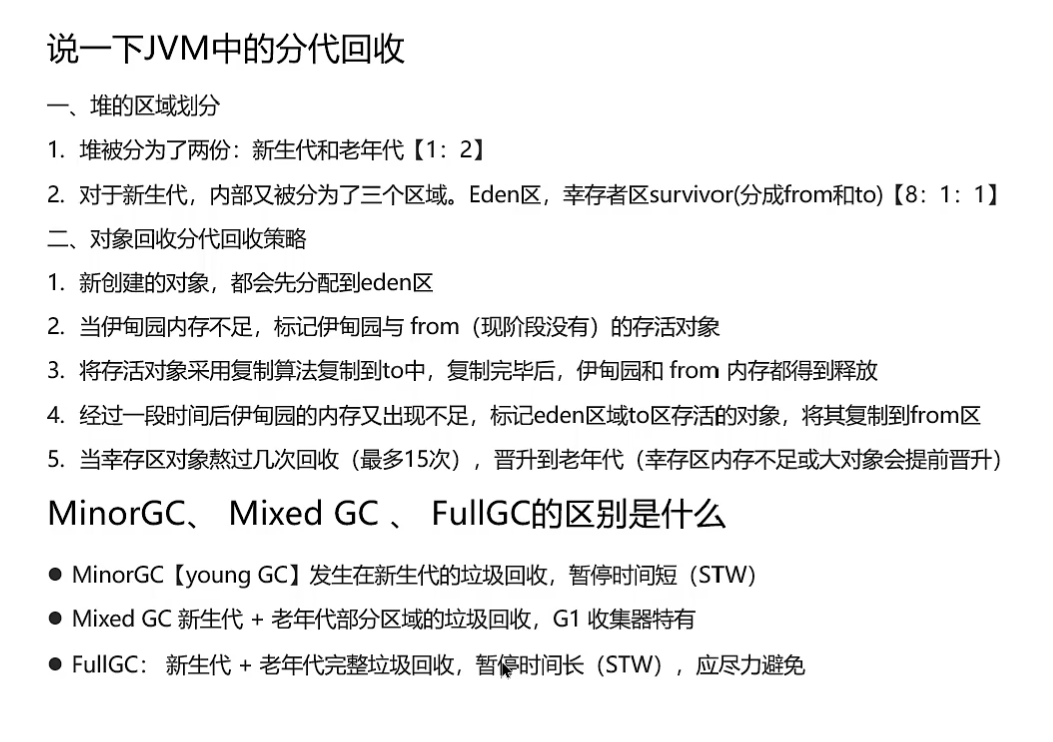 说一下JVM中的分代回收
一、堆的区域划分
1. 堆被分为了两份：新生代和老年代【1：2】
2. 对于新生代，内部又被分为了三个区域。Eden区，幸存者区survivor(分成from和to)【8：1：1】
二、对象回收分代回收策略
1. 新创建的对象，都会先分配到eden区
2. 当伊甸园内存不足，标记伊甸园与 from（现阶段没有）的存活对象
3. 将存活对象采用复制算法复制到to中，复制完毕后，伊甸园和 from 内存都得到释放
4. 经过一段时间后伊甸园的内存又出现不足，标记eden区域to区存活的对象，将其复制到from区
5. 当幸存区对象熬过几次回收（最多15次），晋升到老年代（幸存区内存不足或大对象会提前晋升）
MinorGC、 Mixed GC 、 FullGC的区别是什么
● MinorGC【young GC】发生在新生代的垃圾回收，暂停时间短（STW）
● Mixed GC 新生代 + 老年代部分区域的垃圾回收，G1 收集器特有
● FullGC： 新生代 + 老年代完整垃圾回收，暂停时间长（STW），应尽力避免